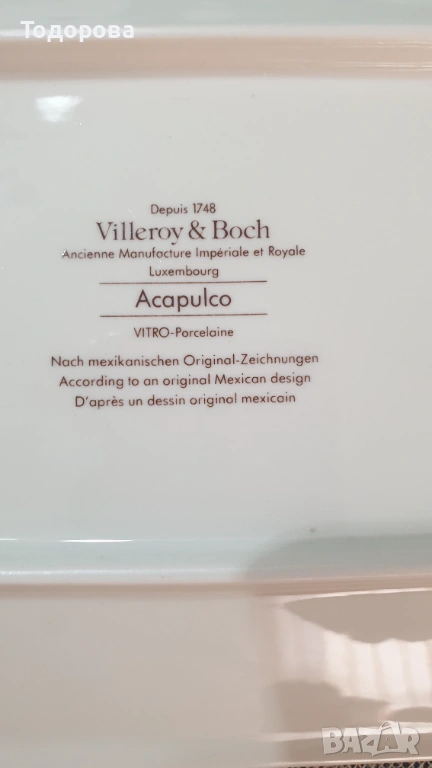 Тодорова
Depuis 1748
Villeroy & Boch
Ancienne Manufacture Impériale et Royale
Luxembourg
Acapulco
VITRO-Porcelaine
Nach mexikanischen Original-Zeichnungen
According to an original Mexican design
D'après un dessin original mexicain
BAZAR